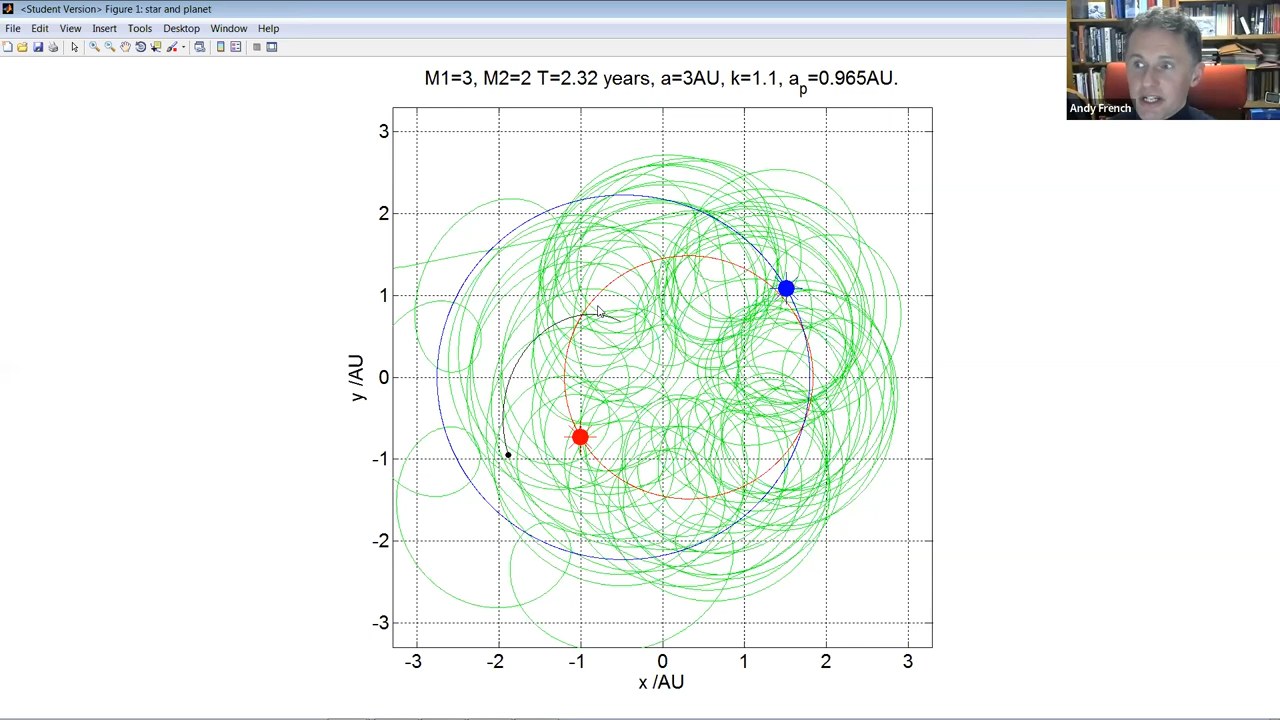 <Student Version> Figure 1: star and planet
File Edit View Insert Tools Desktop Window Help
Andy French
M1=3, M2=2 T=2.32 years, a=3AU, k=1.1, ap=0.965AU.
3
2
1
0
-1
-2
-3
y /AU
-3 -2 -1 0 1 2 3
x /AU